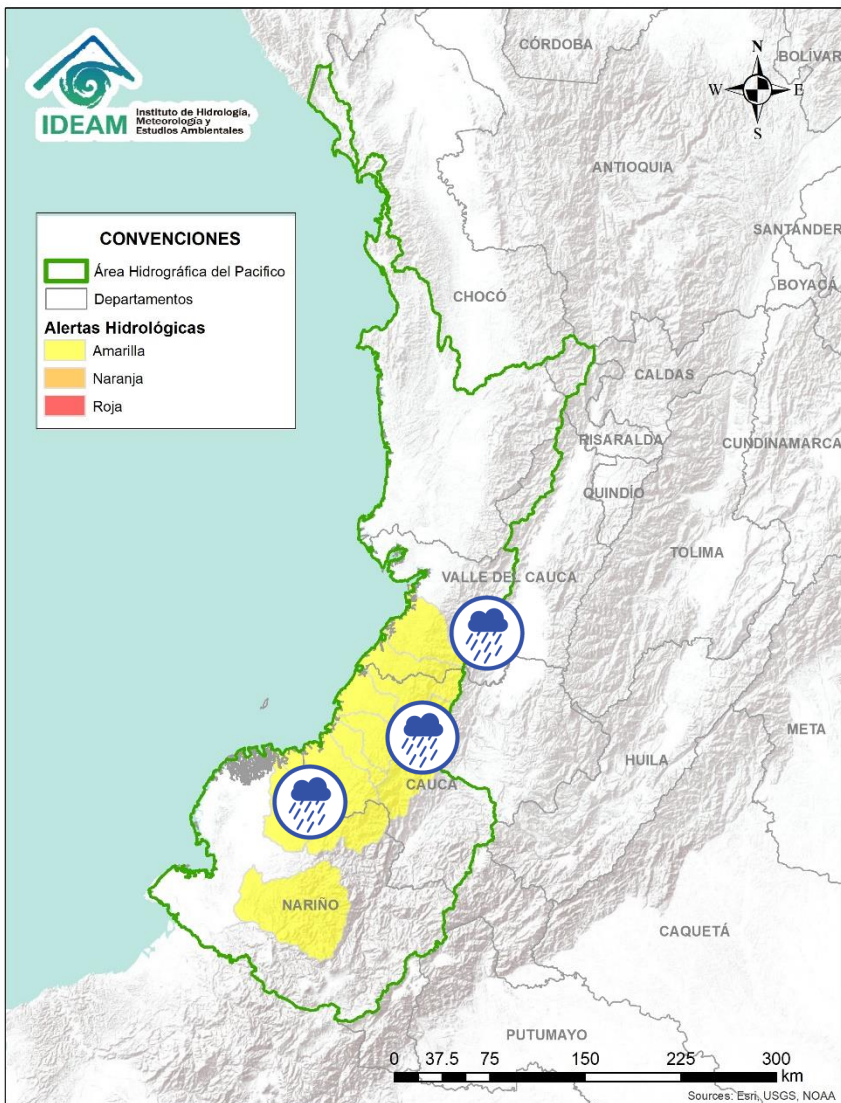 IDEAM
Instituto de Hidrología,
Meteorología y
Estudios Ambientales
CÓRDOBA
BOLÍVAR
N
W
E
S
ANTIOQUIA
SANTÁNDER
BOYACÁ
CONVENCIONES
Área Hidrográfica del Pacifico
Departamentos
Alertas Hidrológicas
Amarilla
Naranja
Roja
CHOCÓ
CALDAS
RISARALDA
CUNDINAMARCA
QUINDÍO
TOLIMA
VALLE DEL CAUCA
META
HUILA
CAUCA
NARIÑO
CAQUETÁ
PUTUMAYO
0 37.5 75 150 225 300
km
Sources: Esri, USGS, NOAA